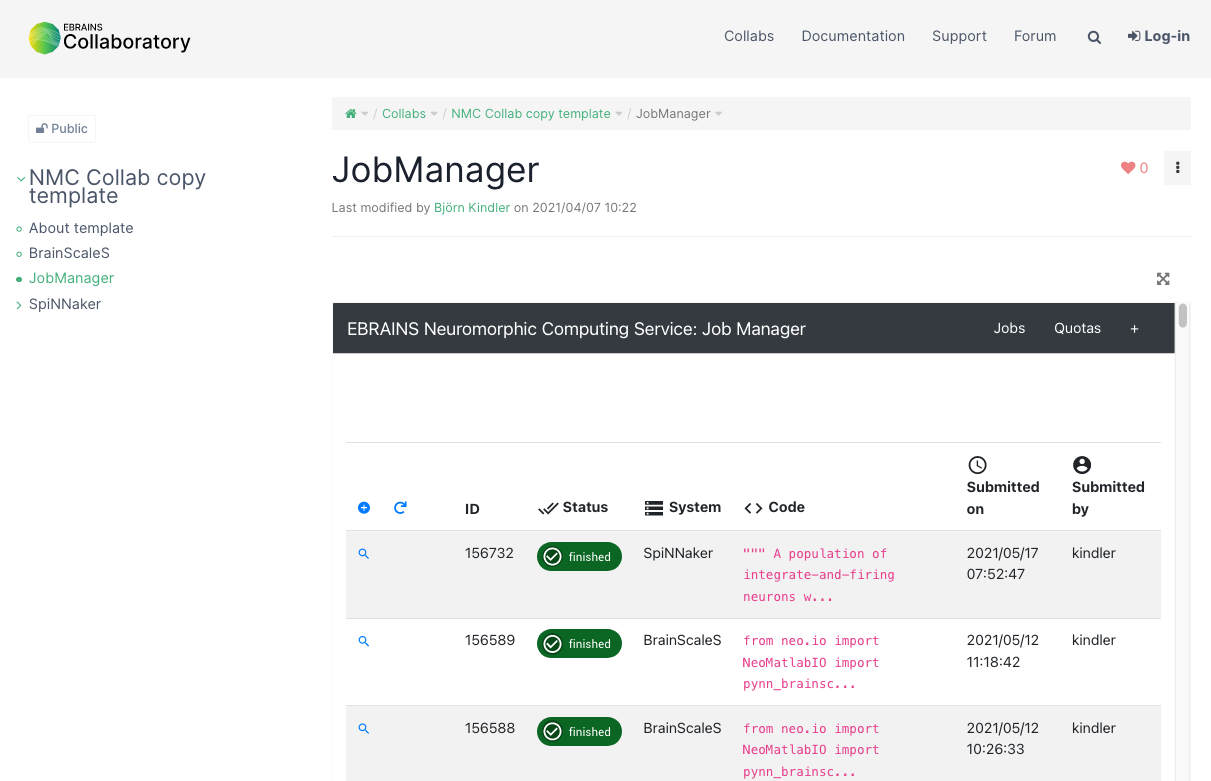 EBRAINS
Collaboratory
Collabs Documentation Support Forum Log-in
Public
/ Collabs / NMC Collab copy template / JobManager
NMC Collab copy
template
About template
BrainScaleS
JobManager
SpiNNaker
JobManager
0
Last modified by Björn Kindler on 2021/04/07 10:22
EBRAINS Neuromorphic Computing Service: Job Manager Jobs Quotas +
ID Status System <> Code Submitted on Submitted by
156732 finished SpiNNaker """ A population of 2021/05/17 kindler
integrate-and-firing 07:52:47
neurons w...
156589 finished BrainScaleS from neo.io import 2021/05/12 kindler
NeoMatlabIO import 11:18:42
pynn_brainsc...
156588 finished BrainScaleS from neo.io import 2021/05/12 kindler
NeoMatlabIO import 10:26:33
pynn_brainsc...